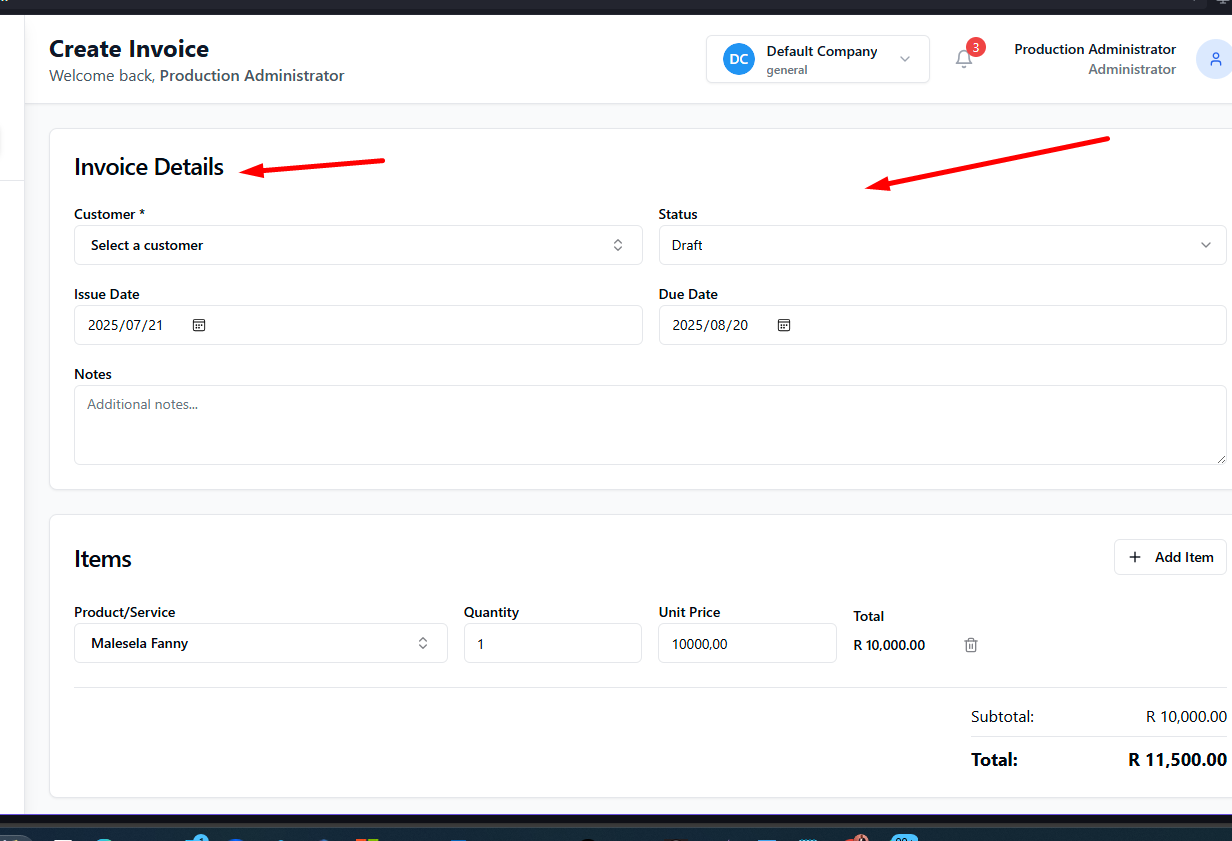 Create Invoice
Welcome back, Production Administrator
DC
Default Company
general
3
Production Administrator
Administrator
Invoice Details
Customer *
Select a customer
Status
Draft
Issue Date
2025/07/21
Due Date
2025/08/20
Notes
Additional notes...
Items
+ Add Item
Product/Service
Malesela Fanny
Quantity
1
Unit Price
10000,00
Total
R 10,000.00
Subtotal: R 10,000.00
Total: R 11,500.00